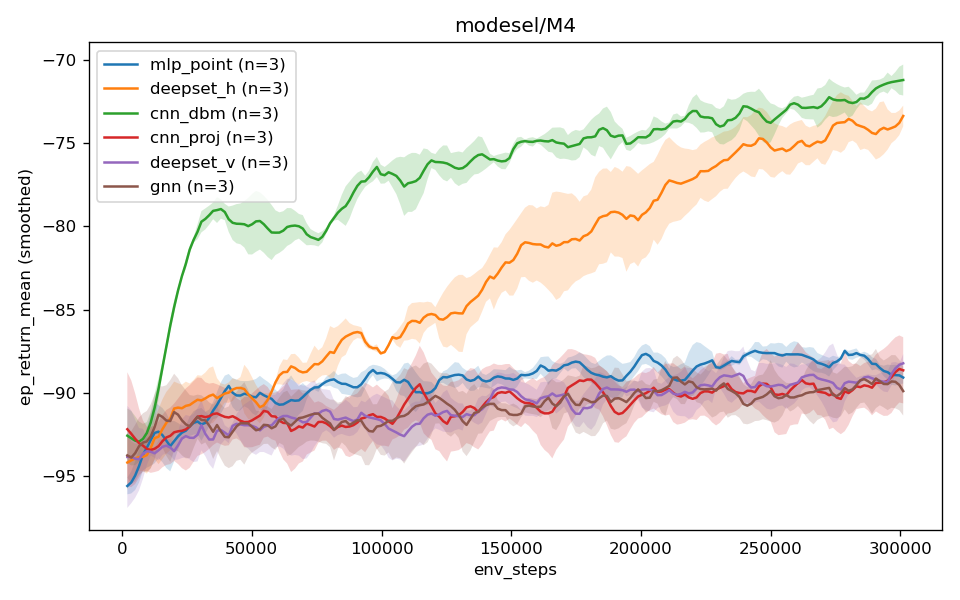 modesel/M4
ep_return_mean (smoothed)
−70
−75
−80
−85
−90
−95
mlp_point (n=3)
deepset_h (n=3)
cnn_dbm (n=3)
cnn_proj (n=3)
deepset_v (n=3)
gnn (n=3)
0
50000
100000
150000
200000
250000
300000
env_steps